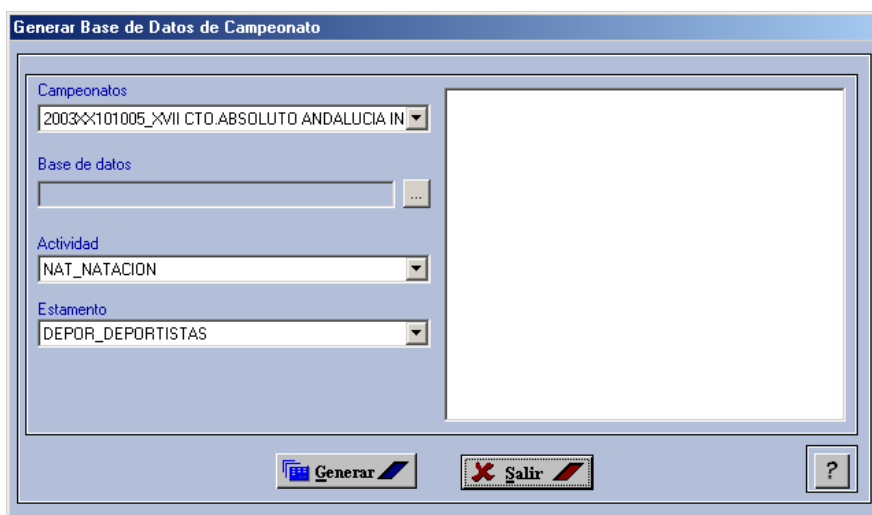 Generar Base de Datos de Campeonato
Campeonatos
2003XX101005_XVII CTO.ABSOLUTO ANDALUCIA IN
Base de datos
...
Actividad
NAT_NATACION
Estamento
DEPOR_DEPORTISTAS
Generar
Salir
?